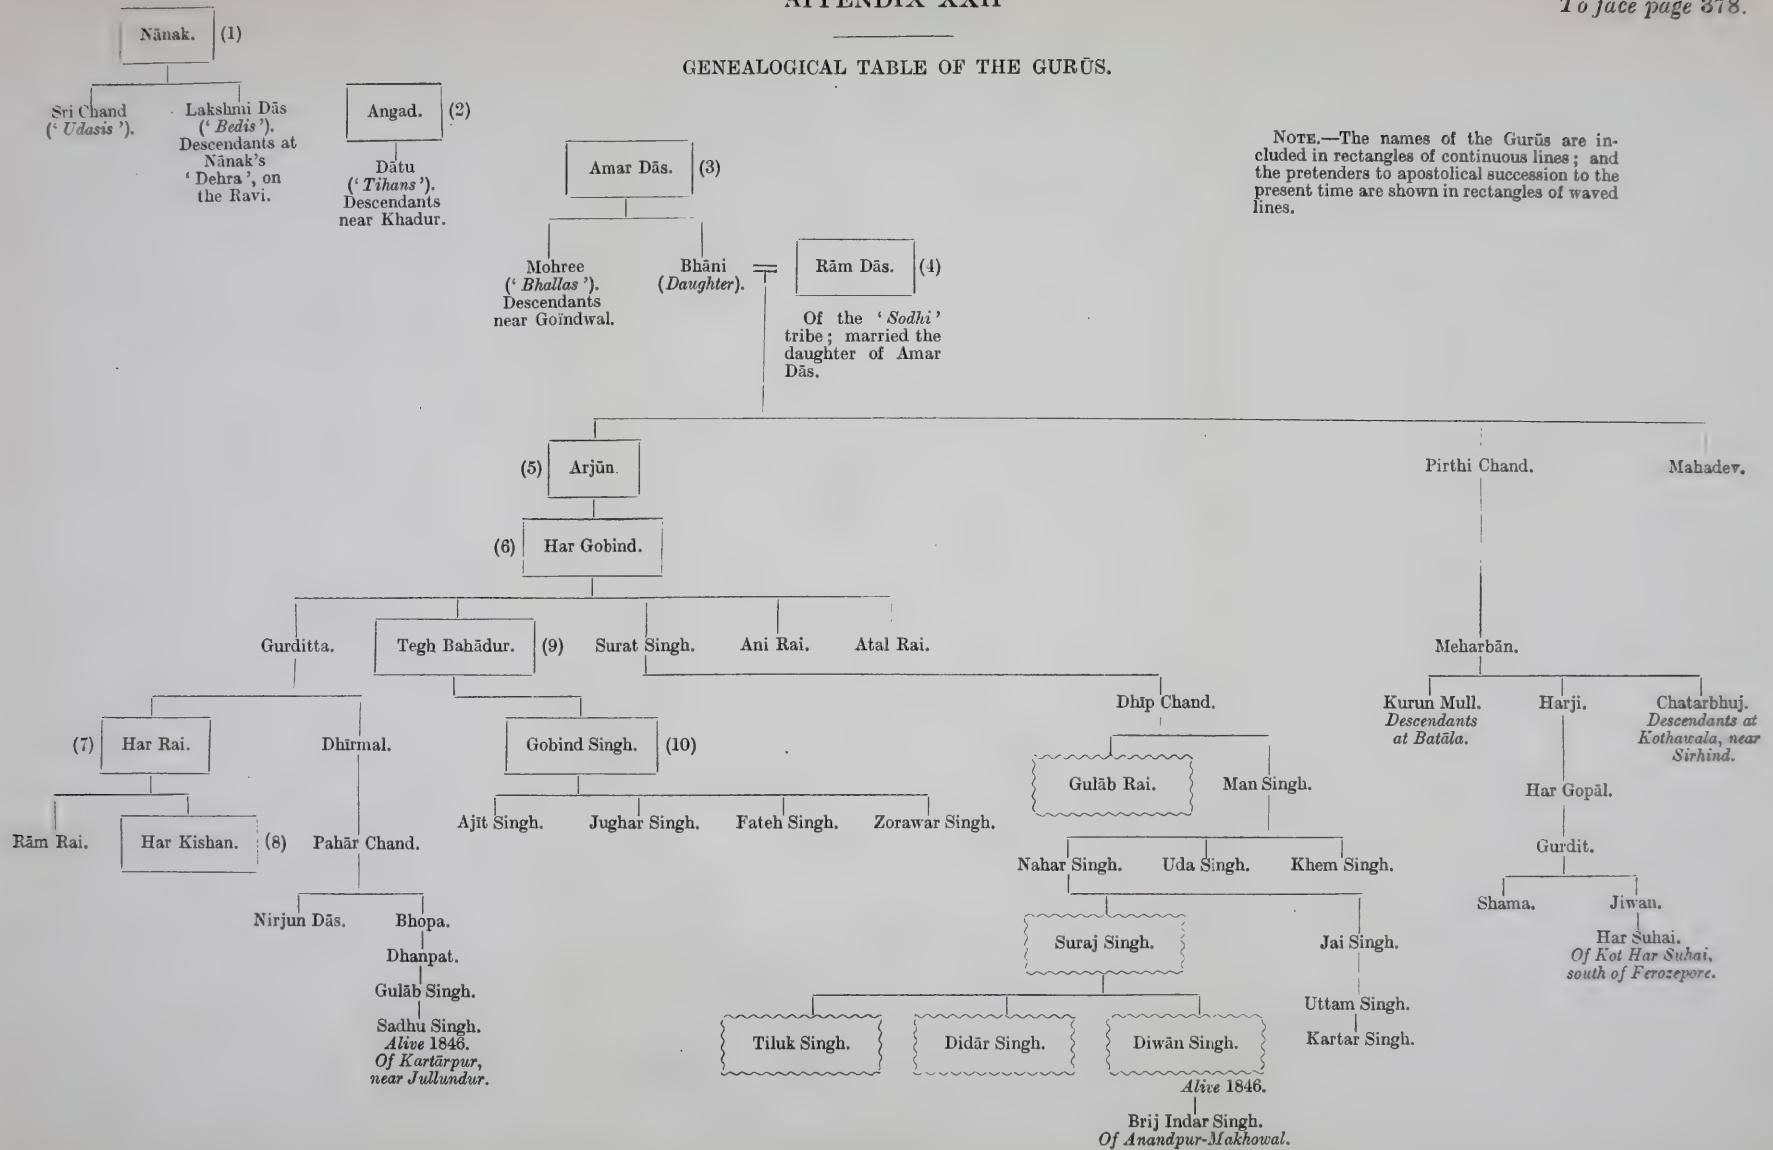 APPENDIX XXII
To face page 378.
GENEALOGICAL TABLE OF THE GURŪS.
Nānak. (1)
Sri Chand
(‘ Udasis ’).
Lakshmi Dās
(‘ Bedis ’).
Descendants at
Nānak's
‘ Dehra ’, on
the Ravi.
Angad. (2)
Dātu
(‘ Tihans ’).
Descendants
near Khadur.
Amar Dās. (3)
NOTE.—The names of the Gurūs are in-
cluded in rectangles of continuous lines ; and
the pretenders to apostolical succession to the
present time are shown in rectangles of waved
lines.
Mohree
(‘ Bhallas ’).
Descendants
near Goïndwal.
Bhāni
(Daughter).
Rām Dās. (4)
Of the ‘ Sodhi ’
tribe ; married the
daughter of Amar
Dās.
(5) Arjūn.
Pirthi Chand.
Mahadev.
(6) Har Gobind.
Gurditta.
Tegh Bahādur. (9)
Surat Singh.
Ani Rai.
Atal Rai.
Meharbān.
Dhīp Chand.
Kurun Mull.
Descendants
at Batāla.
Harji.
Chatarbhuj.
Descendants at
Kothawala, near
Sirhind.
(7) Har Rai.
Dhīrmal.
Gobind Singh. (10)
Gulāb Rai.
Man Singh.
Har Gopāl.
Ajīt Singh.
Jughar Singh.
Fateh Singh.
Zorawar Singh.
Rām Rai.
Har Kishan. (8)
Pahār Chand.
Gurdit.
Nahar Singh.
Uda Singh.
Khem Singh.
Shama.
Jiwan.
Nirjun Dās.
Bhopa.
Har Suhai.
Of Kot Har Suhai,
south of Ferozepore.
Suraj Singh.
Jai Singh.
Dhanpat.
Gulāb Singh.
Uttam Singh.
Sadhu Singh.
Alive 1846.
Of Kartārpur,
near Jullundur.
Tiluk Singh.
Didār Singh.
Diwān Singh.
Kartar Singh.
Alive 1846.
Brij Indar Singh.
Of Anandpur-Makhowal.